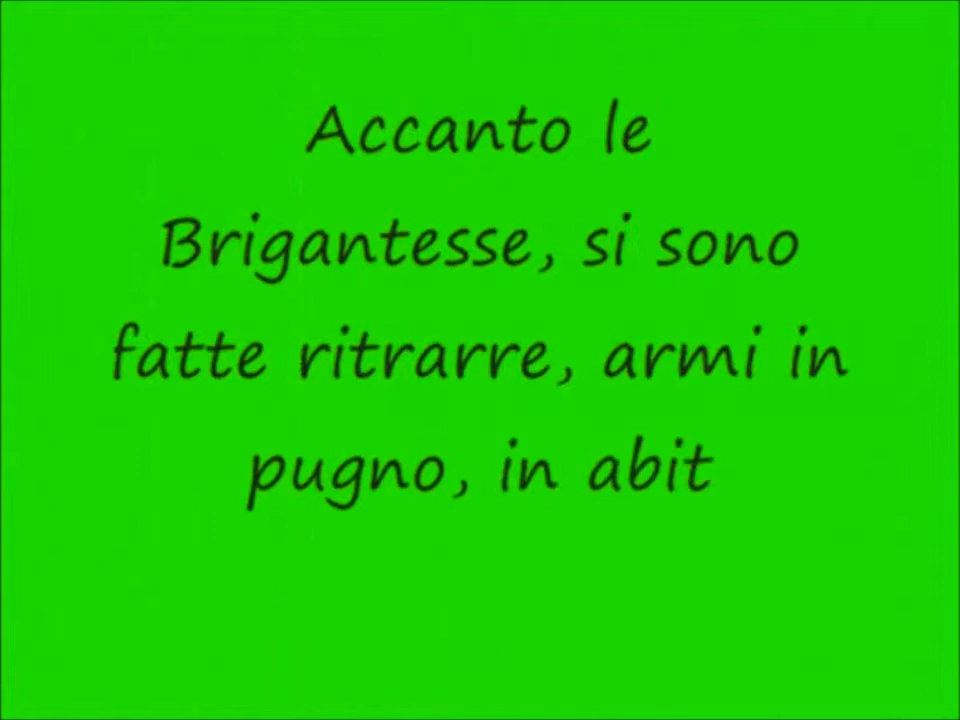 Accanto le
Brigantesse, si sono
fatte ritrarre, armi in
pugno, in abit